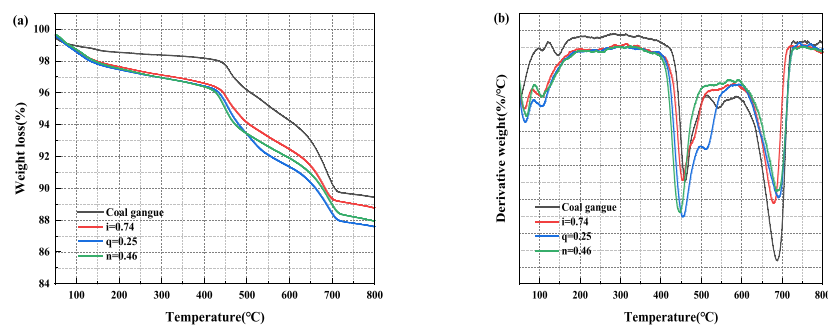 (a)
100
98
96
94
92
90
88
86
84
Weight loss(%)
Coal gangue
i=0.74
q=0.25
n=0.46
100 200 300 400 500 600 700 800
Temperature(℃)
(b)
Derivative weight(%/℃)
Coal gangue
i=0.74
q=0.25
n=0.46
100 200 300 400 500 600 700 800
Temperature(℃)